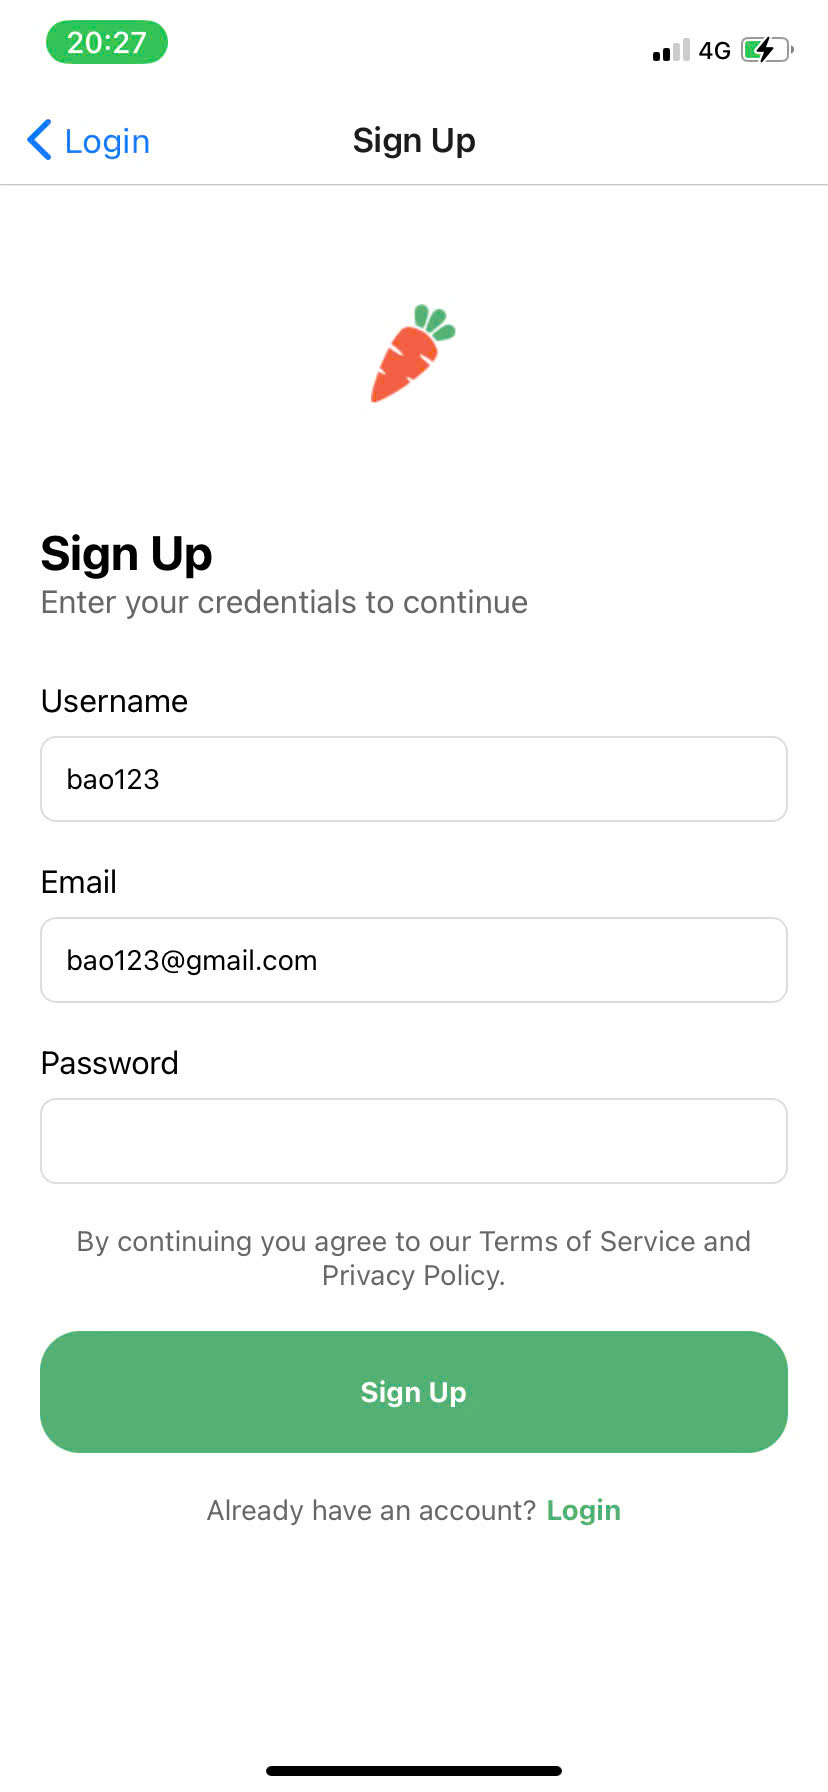 20:27
4G
Login
Sign Up
Sign Up
Enter your credentials to continue
Username
bao123
Email
bao123@gmail.com
Password
By continuing you agree to our Terms of Service and
Privacy Policy.
Sign Up
Already have an account? Login